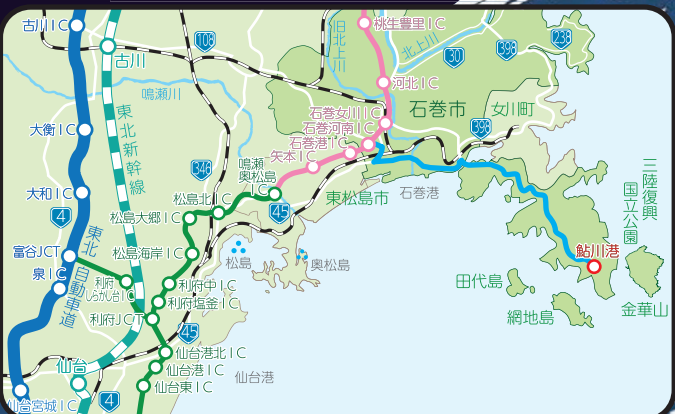 古川IC
古川
108
旧北上川
桃生豊里IC
北上川
30
398
238
河北IC
鳴瀬川
東北新幹線
石巻女川IC
石巻河南IC
石巻港IC
矢本IC
石巻市
女川町
398
大衡IC
346
鳴瀬
奥松島
IC
大和IC
松島北IC
45
東松島市
石巻港
三陸復興
国立公園
4
松島大郷IC
東北自動車道
富谷JCT
松島海岸IC
松島
奥松島
鮎川港
泉IC
利府
しらかし台IC
利府中IC
利府塩釜IC
田代島
網地島
金華山
利府JCT
45
仙台港北IC
仙台
仙台港IC
仙台港
仙台東IC
4
仙台宮城IC